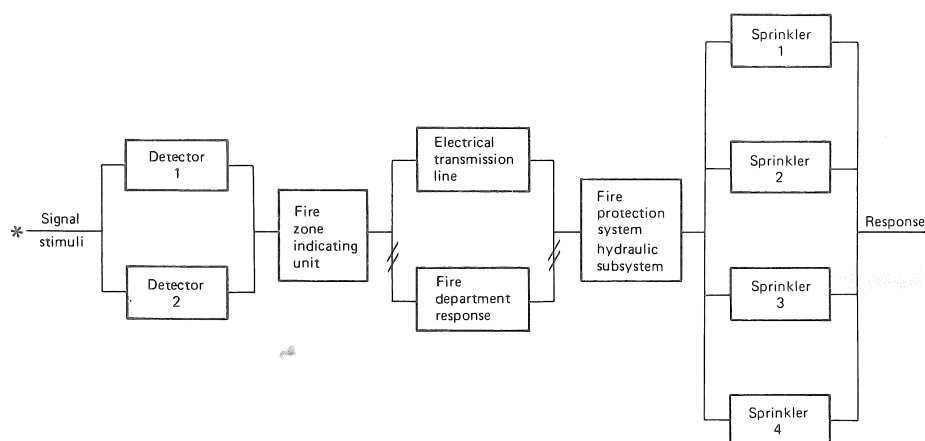 Sprinkler
1
Electrical
transmission
line
Detector
1
Sprinkler
2
Fire
zone
indicating
unit
Fire
protection
system
hydraulic
subsystem
*
Signal
stimuli
Response
Detector
2
Fire
department
response
Sprinkler
3
Sprinkler
4